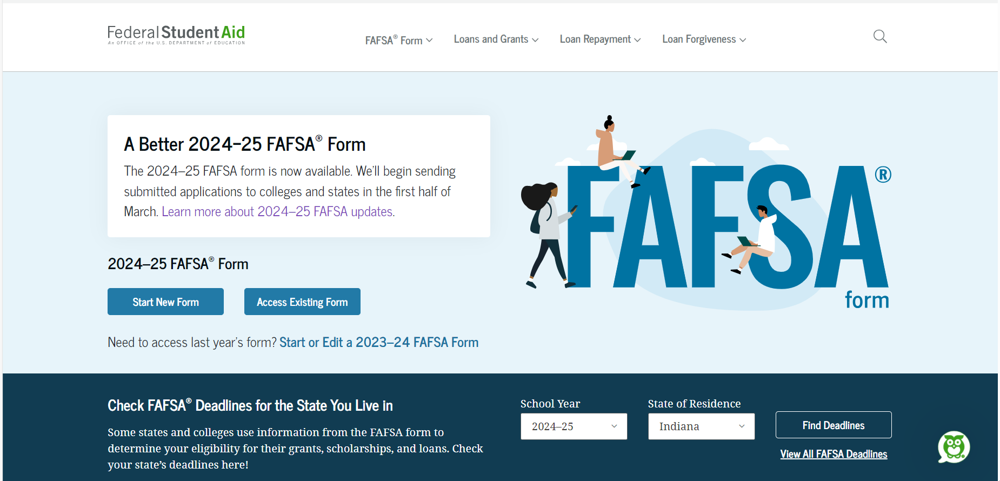 Federal Student Aid
An OFFICE of the U.S. DEPARTMENT of EDUCATION
FAFSA® Form
Loans and Grants
Loan Repayment
Loan Forgiveness
A Better 2024–25 FAFSA® Form
The 2024–25 FAFSA form is now available. We'll begin sending
submitted applications to colleges and states in the first half of
March. Learn more about 2024–25 FAFSA updates.
FAFSA®
form
2024–25 FAFSA® Form
Start New Form
Access Existing Form
Need to access last year's form? Start or Edit a 2023–24 FAFSA Form
Check FAFSA® Deadlines for the State You Live in
Some states and colleges use information from the FAFSA form to
determine your eligibility for their grants, scholarships, and loans. Check
your state's deadlines here!
School Year
2024–25
State of Residence
Indiana
Find Deadlines
View All FAFSA Deadlines